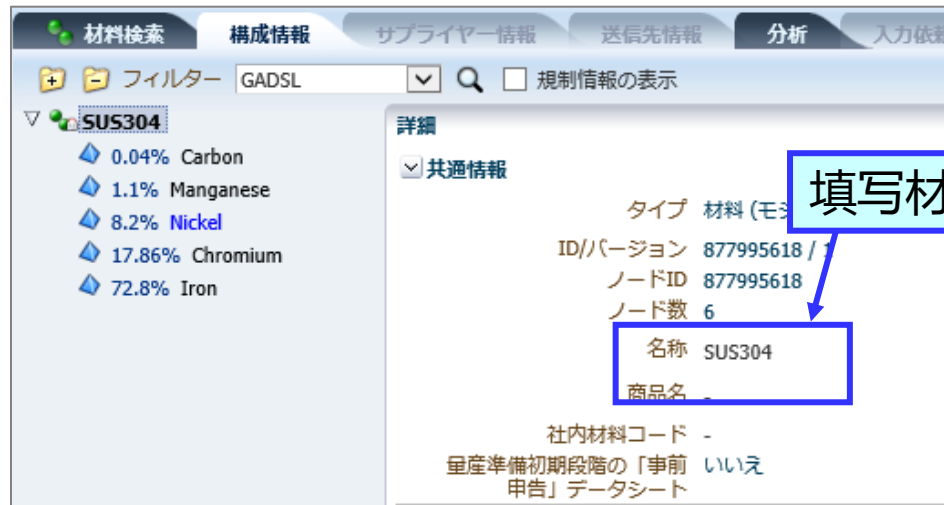 材料検索 構成情報 サプライヤー情報 送信先情報 分析 入力依頼
フィルター GADSL 規制情報の表示
SUS304
0.04% Carbon
1.1% Manganese
8.2% Nickel
17.86% Chromium
72.8% Iron
詳細
共通情報
填写材
タイプ 材料 (モジ
ID/バージョン 877995618 / 1
ノードID 877995618
ノード数 6
名称 SUS304
商品名 -
社内材料コード -
量産準備初期段階の「事前 いいえ
申告」データシート